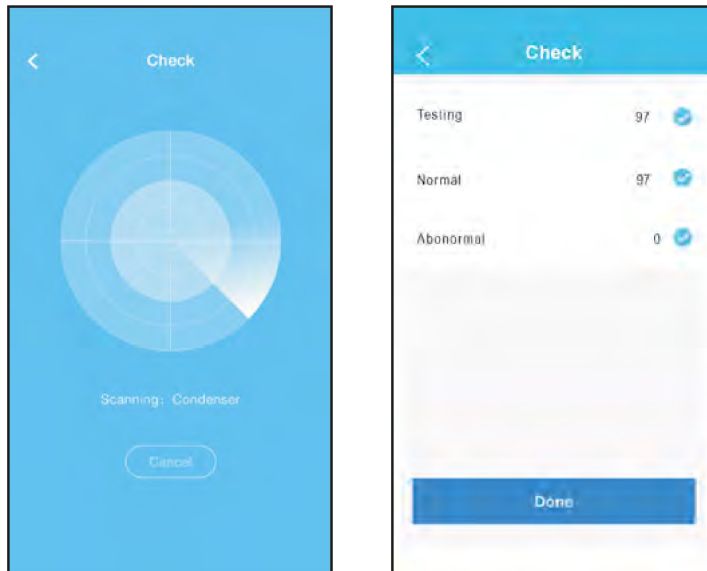 Check
Scanning: Condenser
Cancel
Check
Testing 97
Normal 97
Abonormal 0
Done